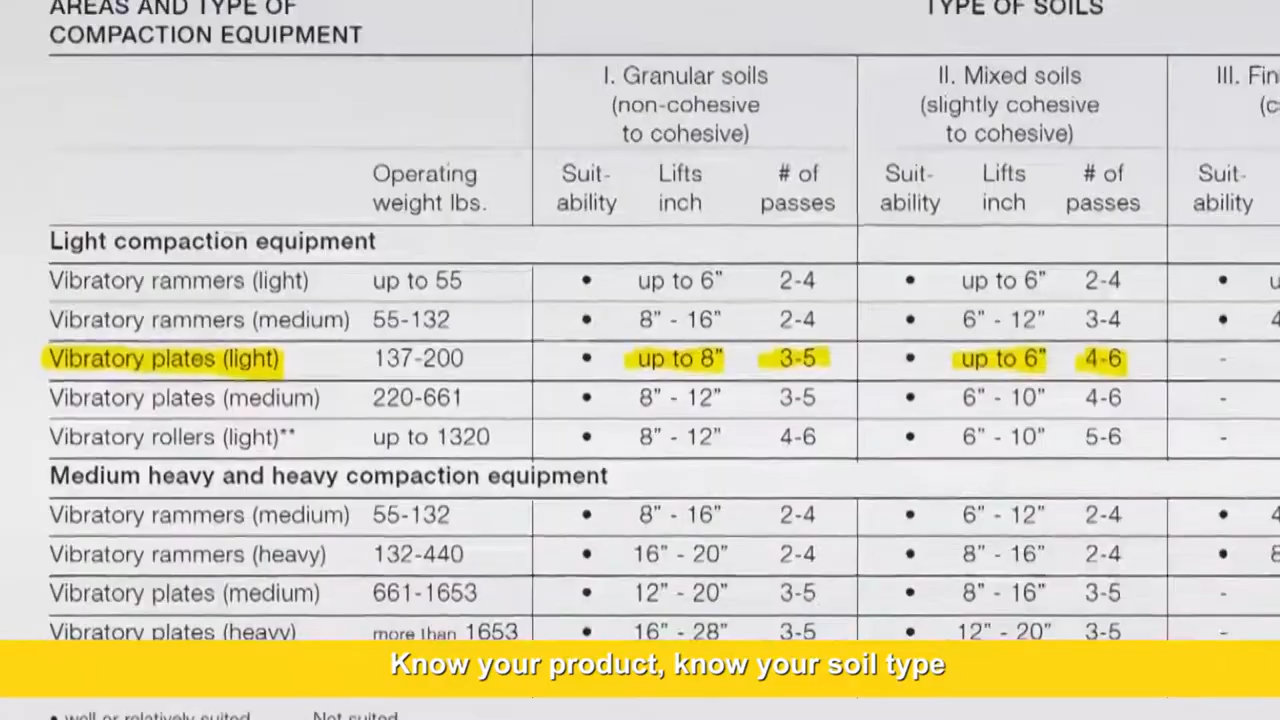 AREAS AND TYPE OF
COMPACTION EQUIPMENT
TYPE OF SOILS
I. Granular soils
(non-cohesive
to cohesive)
II. Mixed soils
(slightly cohesive
to cohesive)
III. Fin
(c
Operating
weight lbs.
Suit-
ability
Lifts
inch
# of
passes
Suit-
ability
Lifts
inch
# of
passes
Suit-
ability
Light compaction equipment
Vibratory rammers (light) up to 55 • up to 6" 2-4 • up to 6" 2-4 • u
Vibratory rammers (medium) 55-132 • 8" - 16" 2-4 • 6" - 12" 3-4 • 4
Vibratory plates (light) 137-200 • up to 8" 3-5 • up to 6" 4-6 -
Vibratory plates (medium) 220-661 • 8" - 12" 3-5 • 6" - 10" 4-6 -
Vibratory rollers (light)** up to 1320 • 8" - 12" 4-6 • 6" - 10" 5-6 -
Medium heavy and heavy compaction equipment
Vibratory rammers (medium) 55-132 • 8" - 16" 2-4 • 6" - 12" 2-4 • 4
Vibratory rammers (heavy) 132-440 • 16" - 20" 2-4 • 8" - 16" 2-4 • 8
Vibratory plates (medium) 661-1653 • 12" - 20" 3-5 • 8" - 16" 3-5 -
Vibratory plates (heavy) more than 1653 • 16" - 28" 3-5 • 12" - 20" 3-5 -
Know your product, know your soil type
• well or relatively suited Not suited